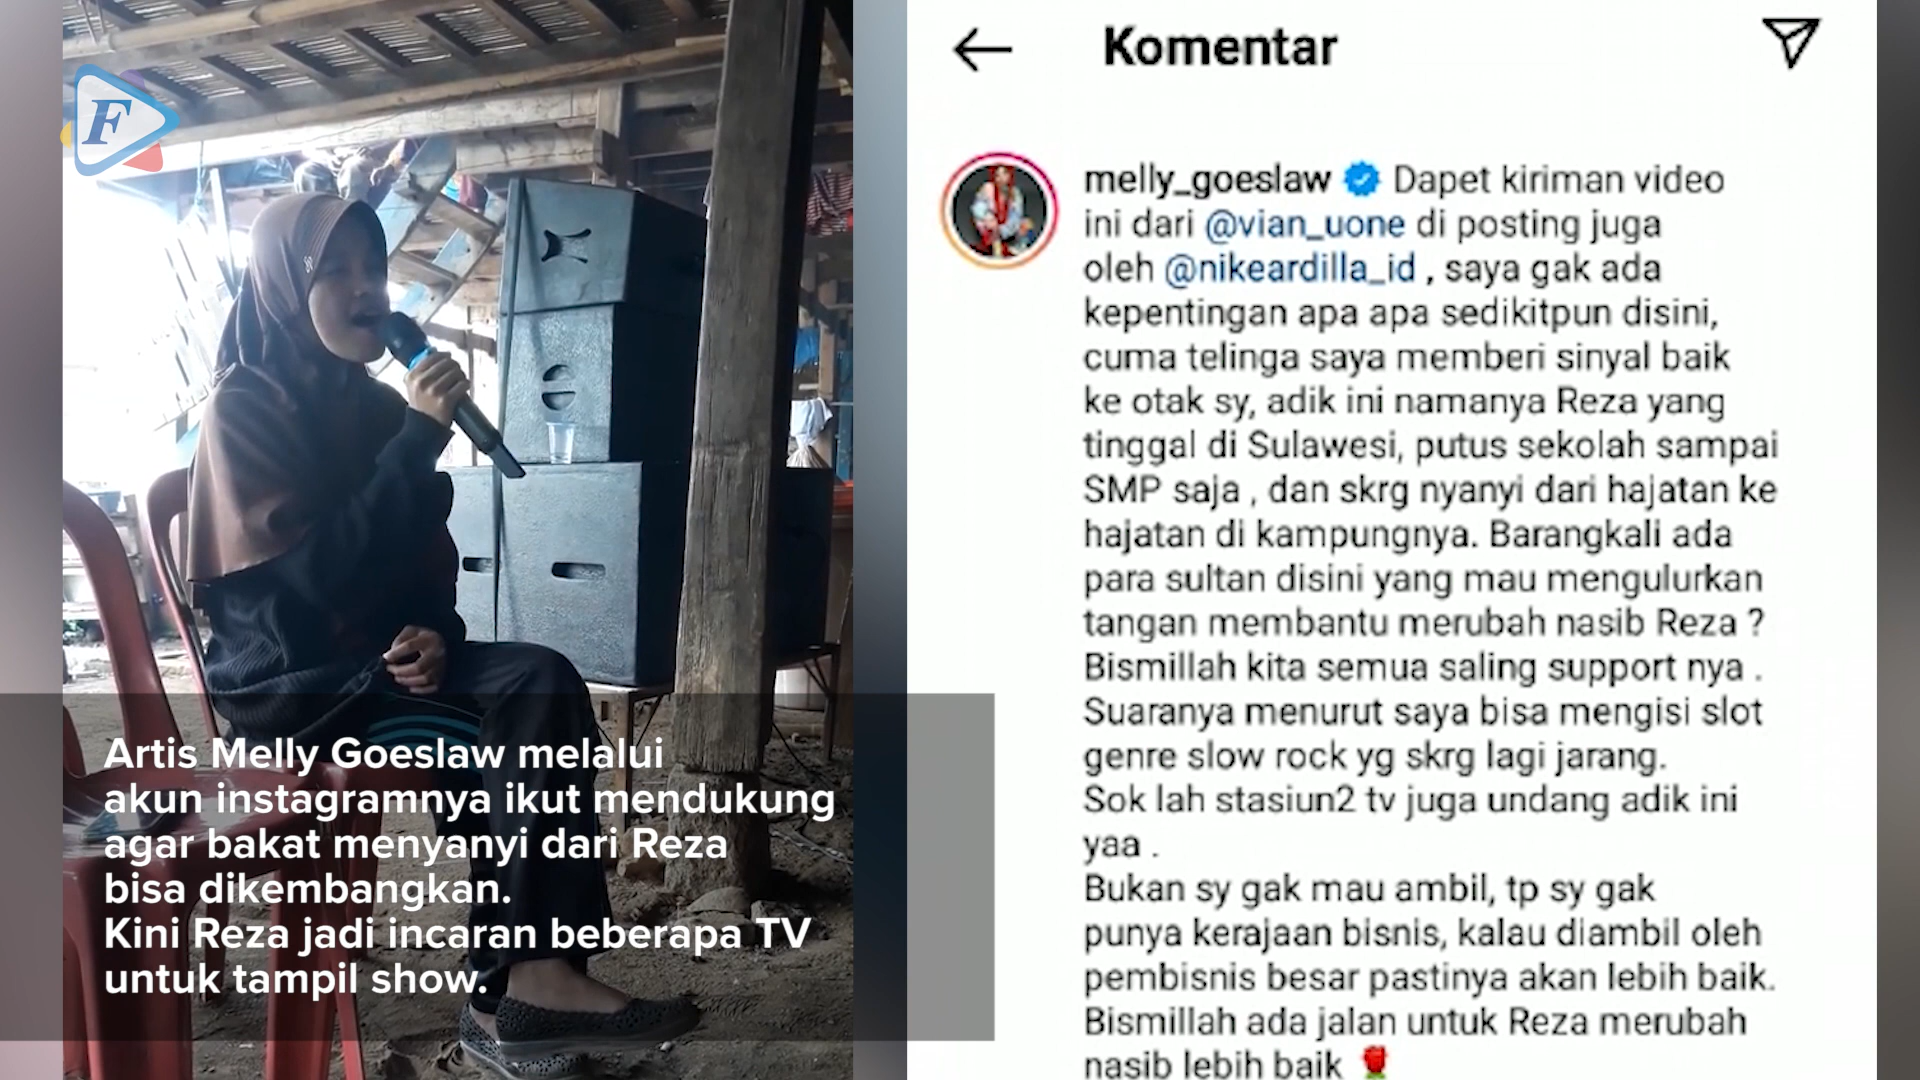 F
Artis Melly Goeslaw melalui
akun instagramnya ikut mendukung
agar bakat menyanyi dari Reza
bisa dikembangkan.
Kini Reza jadi incaran beberapa TV
untuk tampil show.
Komentar
melly_goeslaw Dapet kiriman video
ini dari @vian_uone di posting juga
oleh @nikeardilla_id , saya gak ada
kepentingan apa apa sedikitpun disini,
cuma telinga saya memberi sinyal baik
ke otak sy, adik ini namanya Reza yang
tinggal di Sulawesi, putus sekolah sampai
SMP saja , dan skrg nyanyi dari hajatan ke
hajatan di kampungnya. Barangkali ada
para sultan disini yang mau mengulurkan
tangan membantu merubah nasib Reza ?
Bismillah kita semua saling support nya .
Suaranya menurut saya bisa mengisi slot
genre slow rock yg skrg lagi jarang.
Sok lah stasiun2 tv juga undang adik ini
yaa .
Bukan sy gak mau ambil, tp sy gak
punya kerajaan bisnis, kalau diambil oleh
pembisnis besar pastinya akan lebih baik.
Bismillah ada jalan untuk Reza merubah
nasib lebih baik 🌹